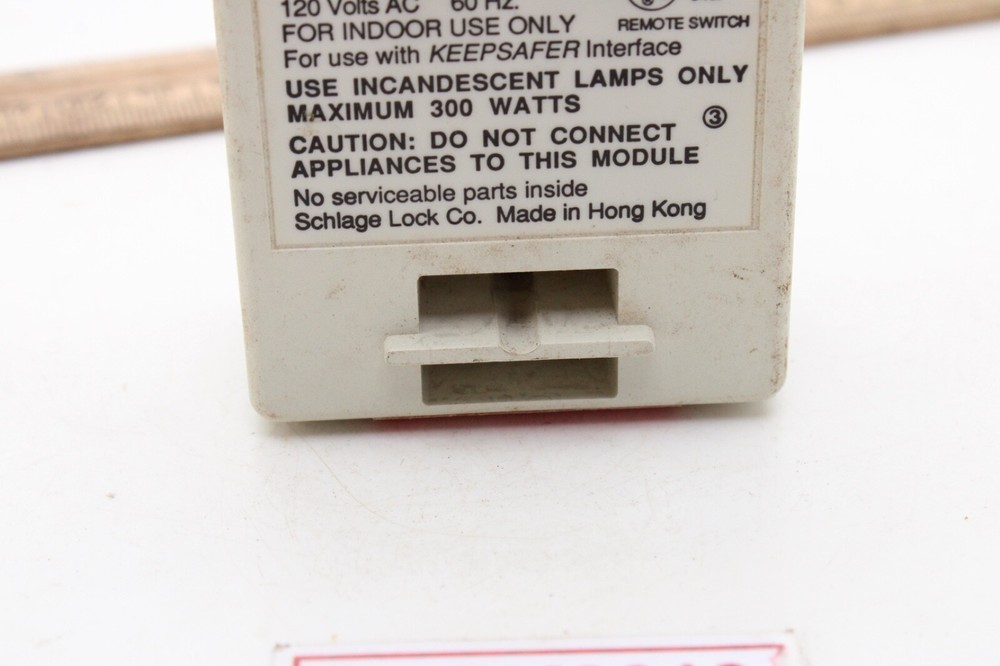 120 Volts AC 60 Hz.
REMOTE SWITCH
FOR INDOOR USE ONLY
For use with KEEPSAFER Interface
USE INCANDESCENT LAMPS ONLY
MAXIMUM 300 WATTS
③
CAUTION: DO NOT CONNECT
APPLIANCES TO THIS MODULE
No serviceable parts inside
Schlage Lock Co. Made in Hong Kong